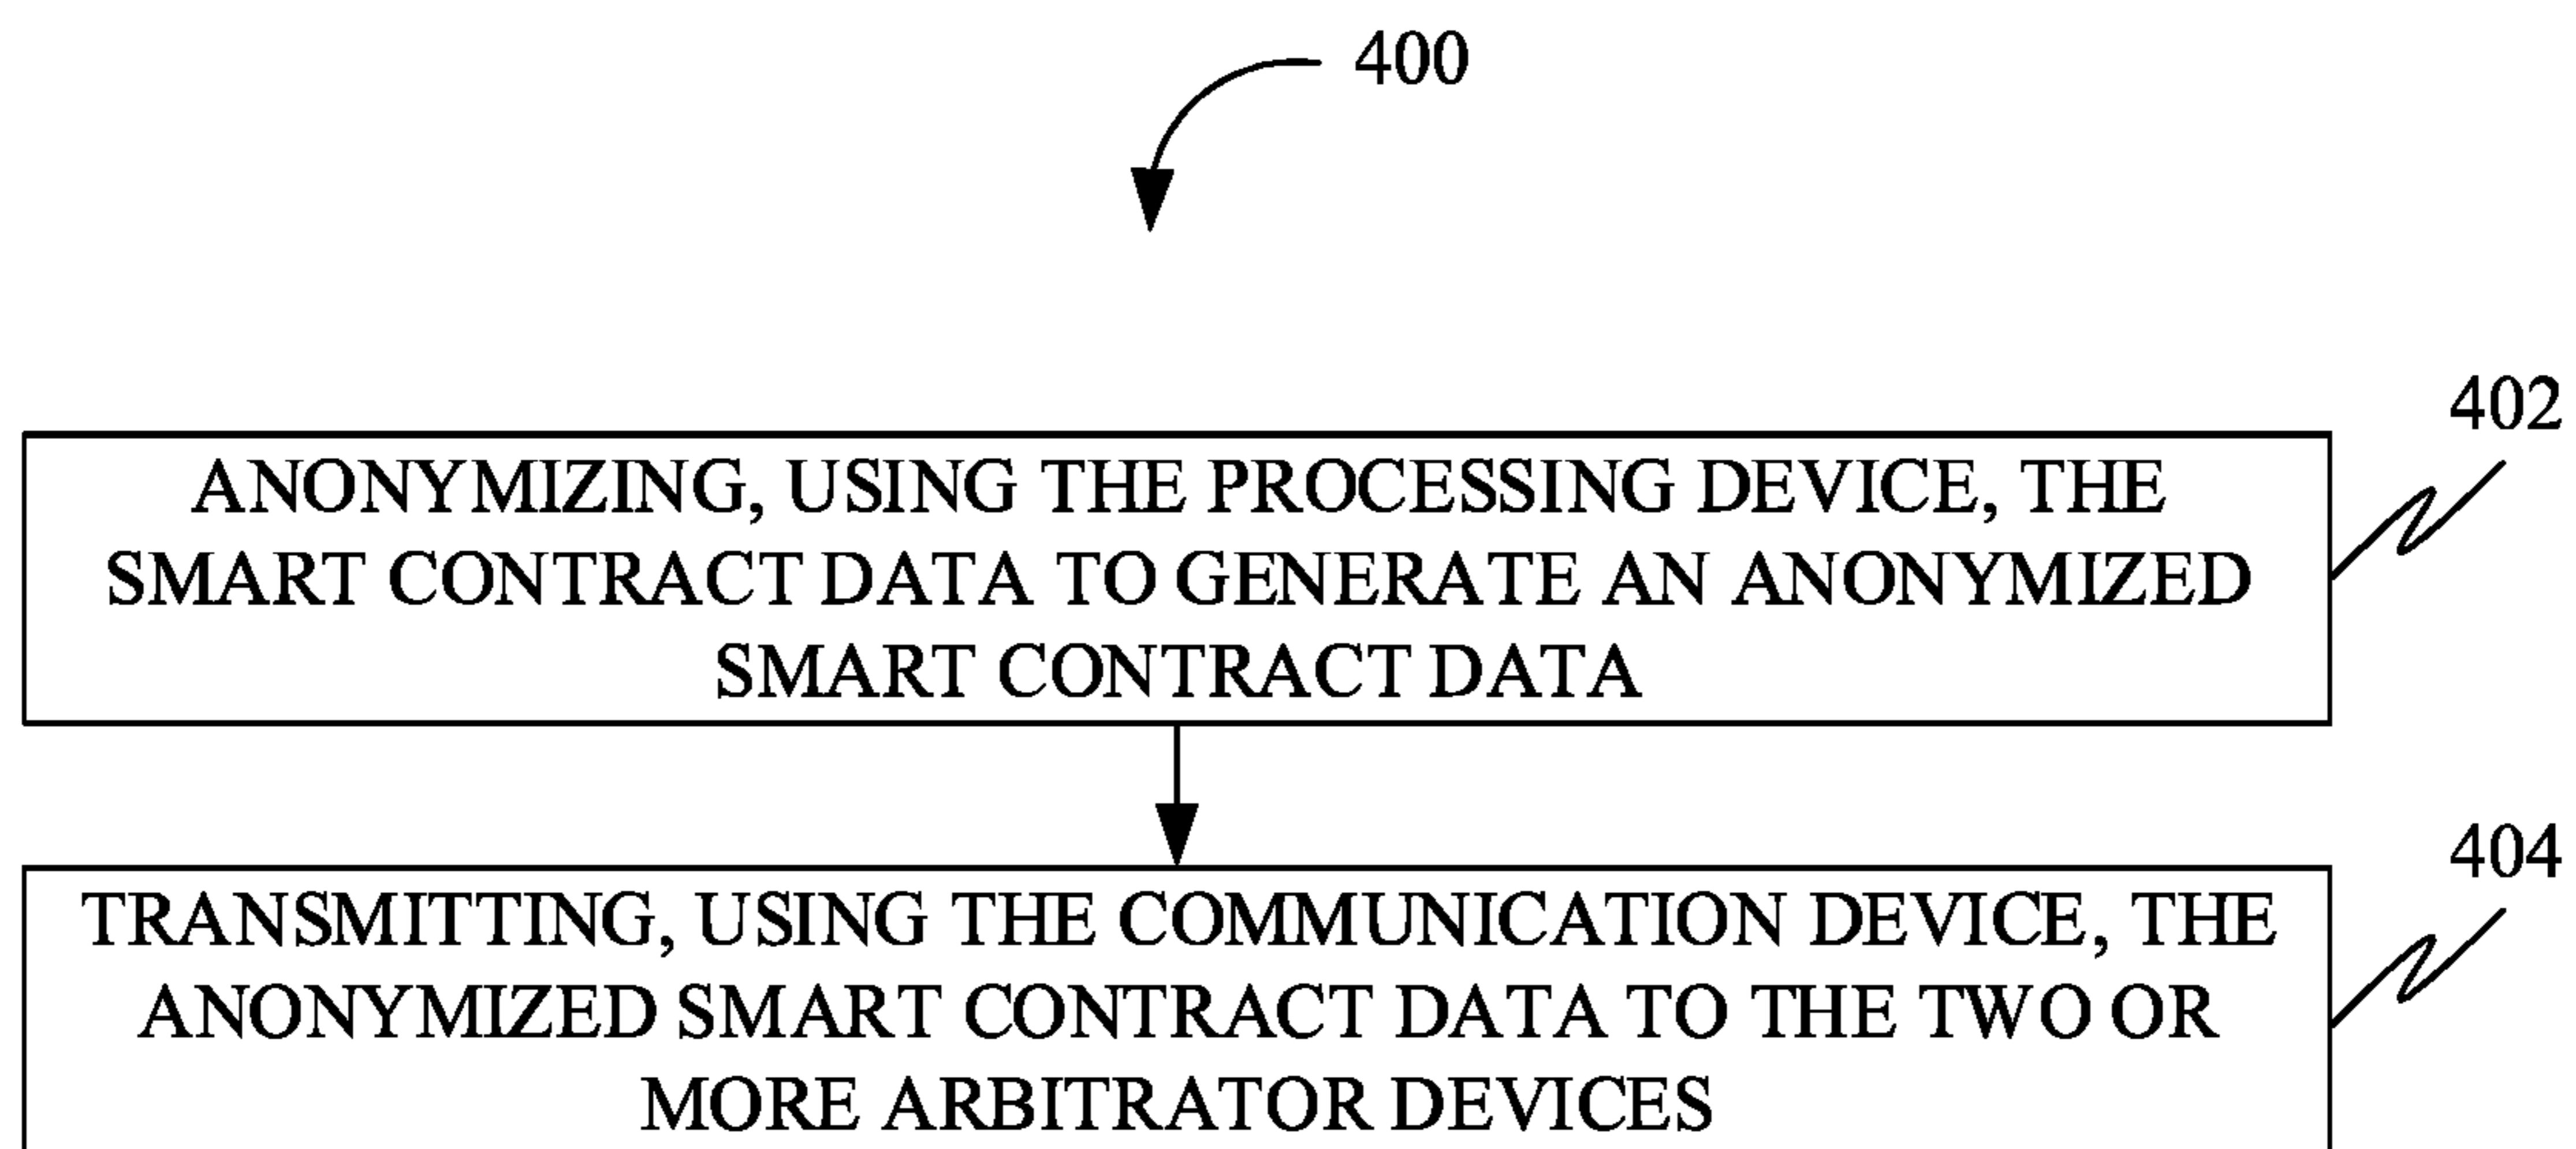 400
402
ANONYMIZING, USING THE PROCESSING DEVICE, THE
SMART CONTRACT DATA TO GENERATE AN ANONYMIZED
SMART CONTRACT DATA
404
TRANSMITTING, USING THE COMMUNICATION DEVICE, THE
ANONYMIZED SMART CONTRACT DATA TO THE TWO OR
MORE ARBITRATOR DEVICES